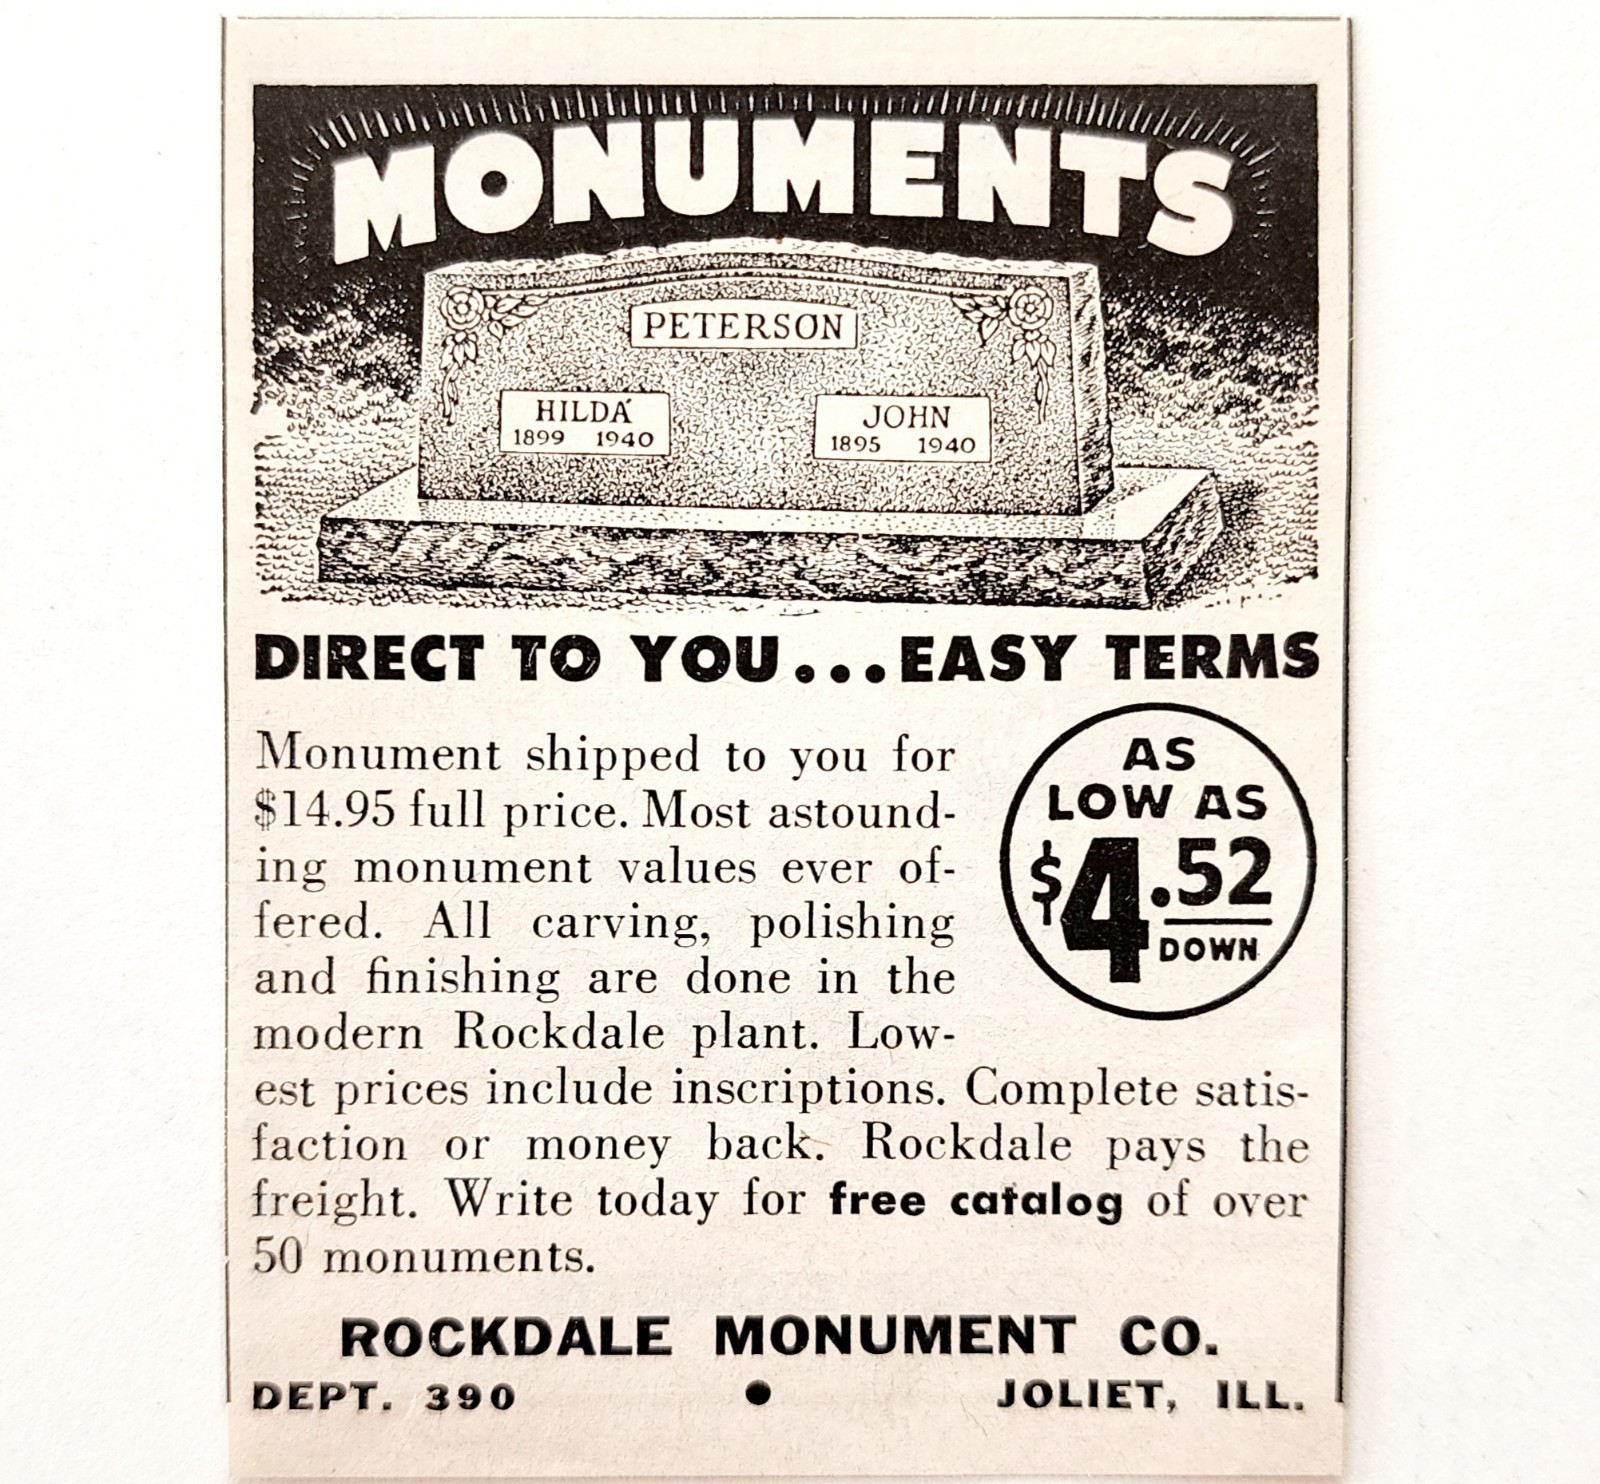 MONUMENTS
PETERSON
HILDA
1899 1940
JOHN
1895 1940
DIRECT TO YOU...EASY TERMS
Monument shipped to you for
$14.95 full price. Most astound-
ing monument values ever of-
fered. All carving, polishing
and finishing are done in the
modern Rockdale plant. Low-
est prices include inscriptions. Complete satis-
faction or money back. Rockdale pays the
freight. Write today for free catalog of over
50 monuments.
AS
LOW AS
$4.52
DOWN
ROCKDALE MONUMENT CO.
DEPT. 390 • JOLIET, ILL.